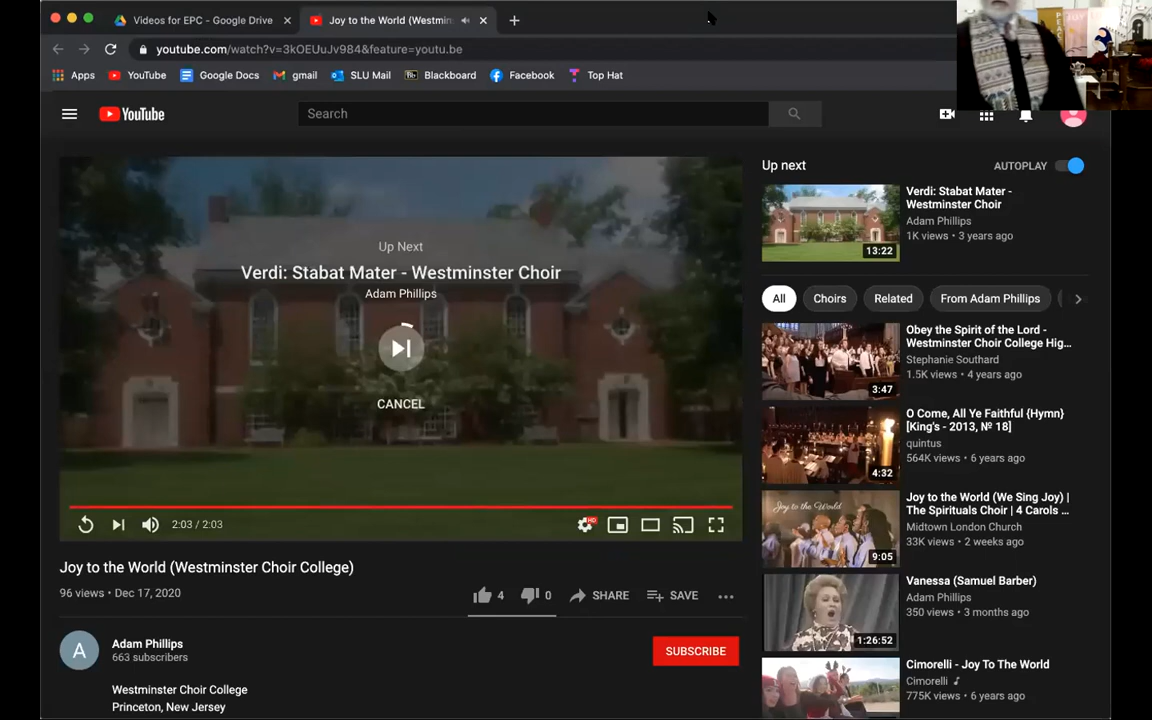 Videos for EPC - Google Drive
Joy to the World (Westmin
youtube.com/watch?v=3kOEUuJv984&feature=youtu.be
Apps
YouTube
Google Docs
gmail
SLU Mail
Blackboard
Facebook
Top Hat
YouTube
Search
Up Next
Verdi: Stabat Mater - Westminster Choir
Adam Phillips
CANCEL
2:03 / 2:03
HD
Joy to the World (Westminster Choir College)
96 views • Dec 17, 2020
4
0
SHARE
SAVE
A
Adam Phillips
663 subscribers
SUBSCRIBE
Westminster Choir College
Princeton, New Jersey
Up next
AUTOPLAY
13:22
Verdi: Stabat Mater -
Westminster Choir
Adam Phillips
1K views • 3 years ago
All
Choirs
Related
From Adam Phillips
3:47
Obey the Spirit of the Lord -
Westminster Choir College Hig...
Stephanie Southard
1.5K views • 4 years ago
4:32
O Come, All Ye Faithful {Hymn}
[King's - 2013, № 18]
quintus
564K views • 6 years ago
Joy to the World
9:05
Joy to the World (We Sing Joy) |
The Spirituals Choir | 4 Carols ...
Midtown London Church
33K views • 2 weeks ago
1:26:52
Vanessa (Samuel Barber)
Adam Phillips
350 views • 3 months ago
Cimorelli - Joy To The World
Cimorelli
775K views • 6 years ago